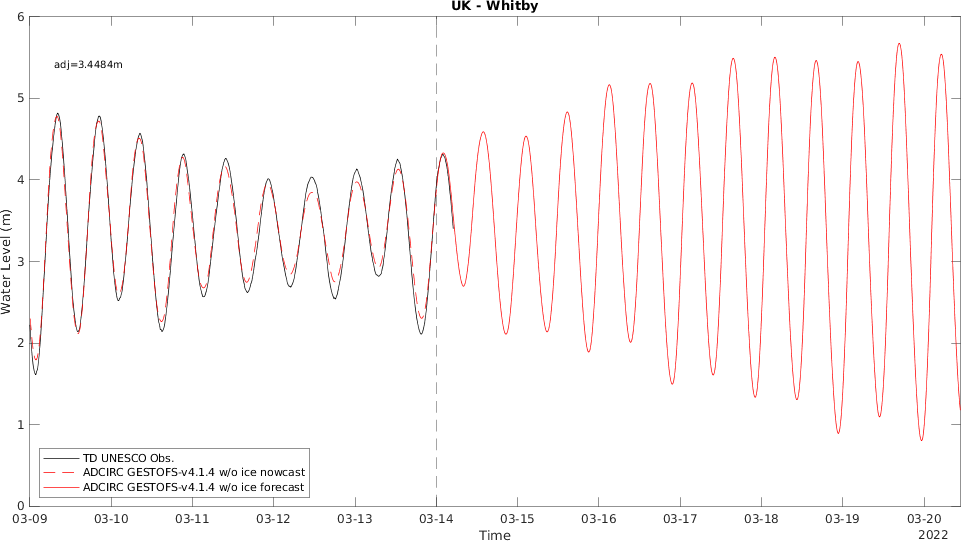 UK - Whitby
adj=3.4484m
Water Level (m)
6
5
4
3
2
1
0
TD UNESCO Obs.
ADCIRC GESTOFS-v4.1.4 w/o ice nowcast
ADCIRC GESTOFS-v4.1.4 w/o ice forecast
03-09 03-10 03-11 03-12 03-13 03-14 03-15 03-16 03-17 03-18 03-19 03-20
Time
2022